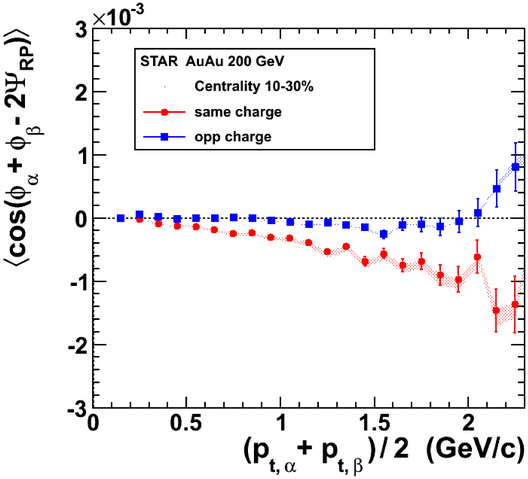 ×10⁻³
3
2
1
0
-1
-2
-3
⟨cos(ϕα + ϕβ - 2ΨRP)⟩
STAR AuAu 200 GeV
Centrality 10-30%
same charge
opp charge
0 0.5 1 1.5 2
(pt,α + pt,β)/2 (GeV/c)